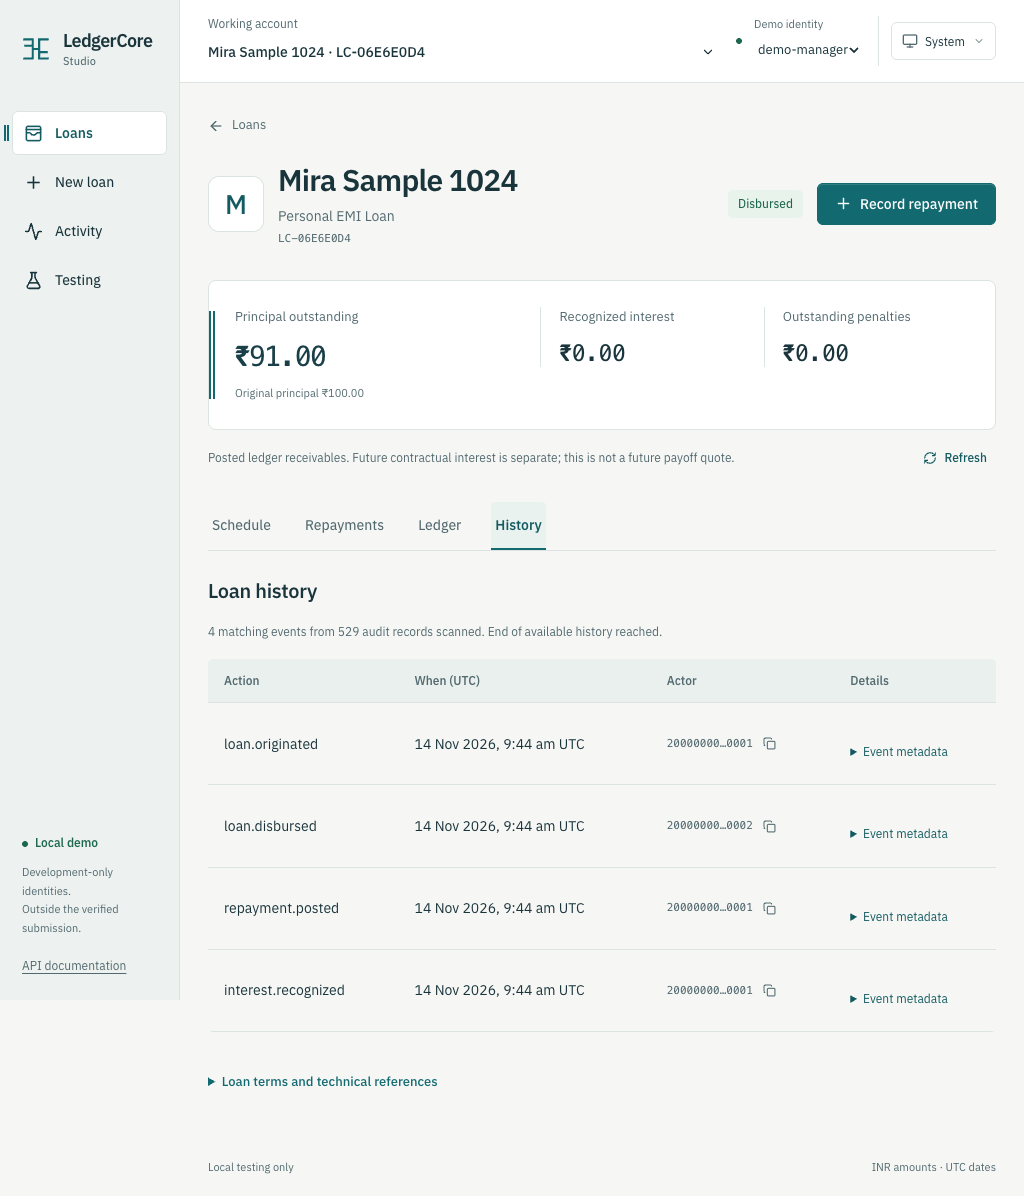 LedgerCore
Studio
Loans
New loan
Activity
Testing
Local demo
Development-only
identities.
Outside the verified
submission.
API documentation
Working account
Mira Sample 1024 · LC-06E6E0D4
Demo identity
demo-manager
System
Loans
M
Mira Sample 1024
Personal EMI Loan
LC-06E6E0D4
Disbursed
Record repayment
Principal outstanding
₹91.00
Original principal ₹100.00
Recognized interest
₹0.00
Outstanding penalties
₹0.00
Posted ledger receivables. Future contractual interest is separate; this is not a future payoff quote.
Refresh
Schedule Repayments Ledger History
Loan history
4 matching events from 529 audit records scanned. End of available history reached.
Action When (UTC) Actor Details
loan.originated 14 Nov 2026, 9:44 am UTC 20000000…0001 Event metadata
loan.disbursed 14 Nov 2026, 9:44 am UTC 20000000…0002 Event metadata
repayment.posted 14 Nov 2026, 9:44 am UTC 20000000…0001 Event metadata
interest.recognized 14 Nov 2026, 9:44 am UTC 20000000…0001 Event metadata
Loan terms and technical references
Local testing only
INR amounts · UTC dates